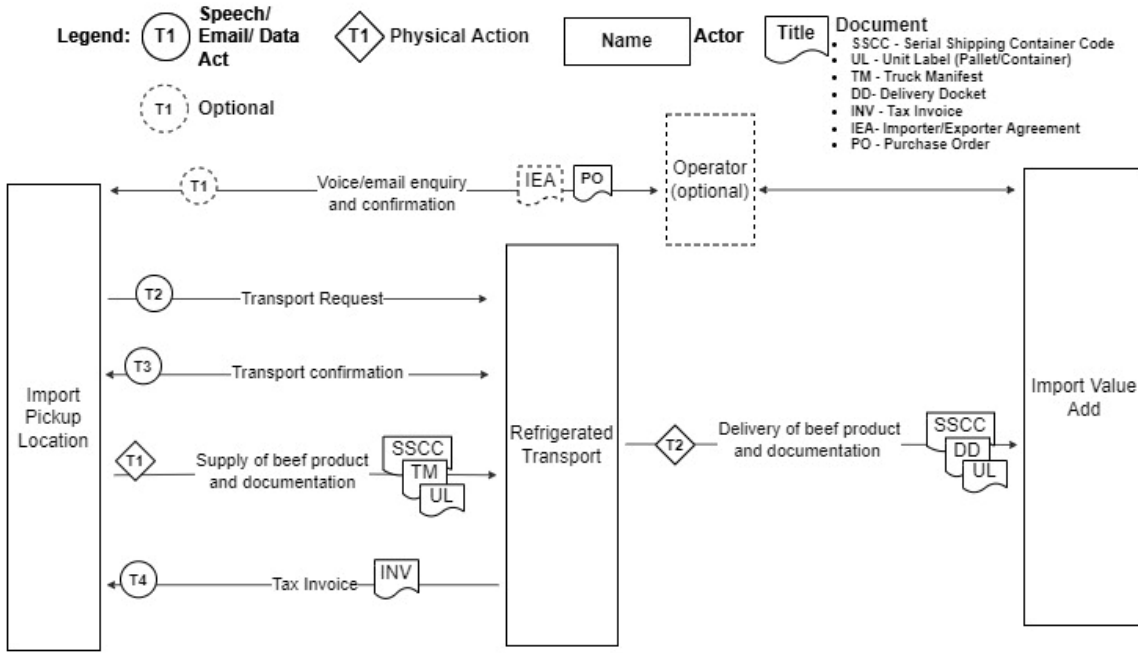 Legend:
T1
Speech/
Email/ Data
Act
T1
Physical Action
Name
Actor
Title
Document
• SSCC - Serial Shipping Container Code
• UL - Unit Label (Pallet/Container)
• TM - Truck Manifest
• DD- Delivery Docket
• INV - Tax Invoice
• IEA- Importer/Exporter Agreement
• PO - Purchase Order
T1
Optional
T1
Voice/email enquiry
and confirmation
IEA
PO
Operator
(optional)
T2
Transport Request
T3
Transport confirmation
Import
Pickup
Location
T1
Supply of beef product
and documentation
SSCC
TM
UL
Refrigerated
Transport
T2
Delivery of beef product
and documentation
SSCC
DD
UL
Import Value
Add
T4
Tax Invoice
INV